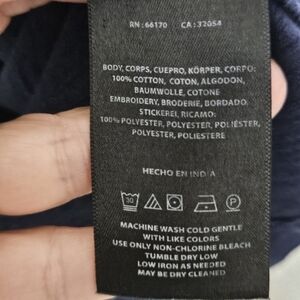 RN : 66170 CA : 32054
BODY, CORPS, CUEPRO, KÖRPER, CORPO:
100% COTTON, COTON, ALGODON,
BAUMWOLLE, COTONE
EMBROIDERY, BRODERIE, BORDADO,
STICKEREI, RICAMO:
100% POLYESTER, POLYESTER, POLIÉSTER,
POLYESTER, POLIESTERE
HECHO EN INDIA
30 P
MACHINE WASH COLD GENTLE
WITH LIKE COLORS
USE ONLY NON-CHLORINE BLEACH
TUMBLE DRY LOW
LOW IRON AS NEEDED
MAY BE DRY CLEANED